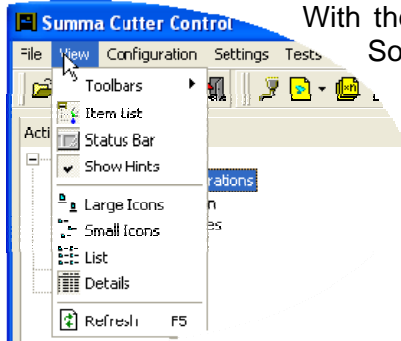 Summa Cutter Control
With the
File View Configuration Settings Tests
So
Toolbars
Item List
Acti
Status Bar
Show Hints
rations
Large Icons
n
Small Icons
es
List
Details
Refresh F5